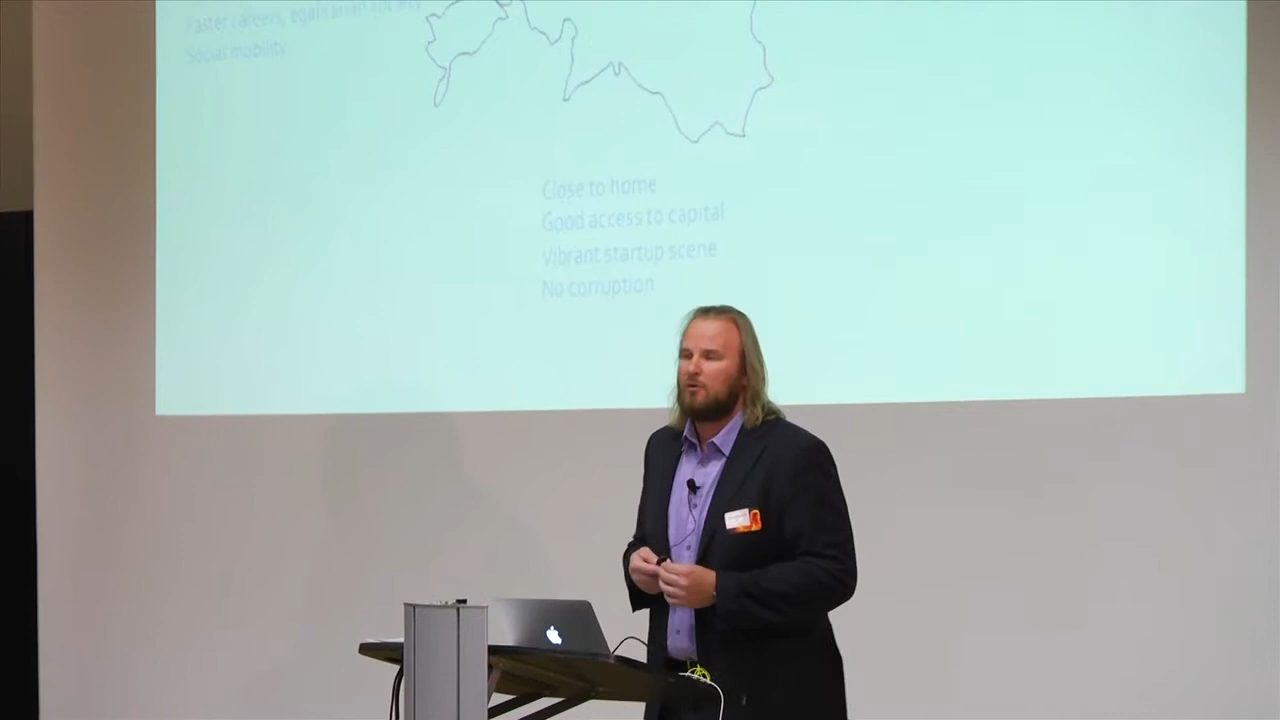 Faster careers, egalitarian society
Social mobility
Close to home
Good access to capital
Vibrant startup scene
No corruption